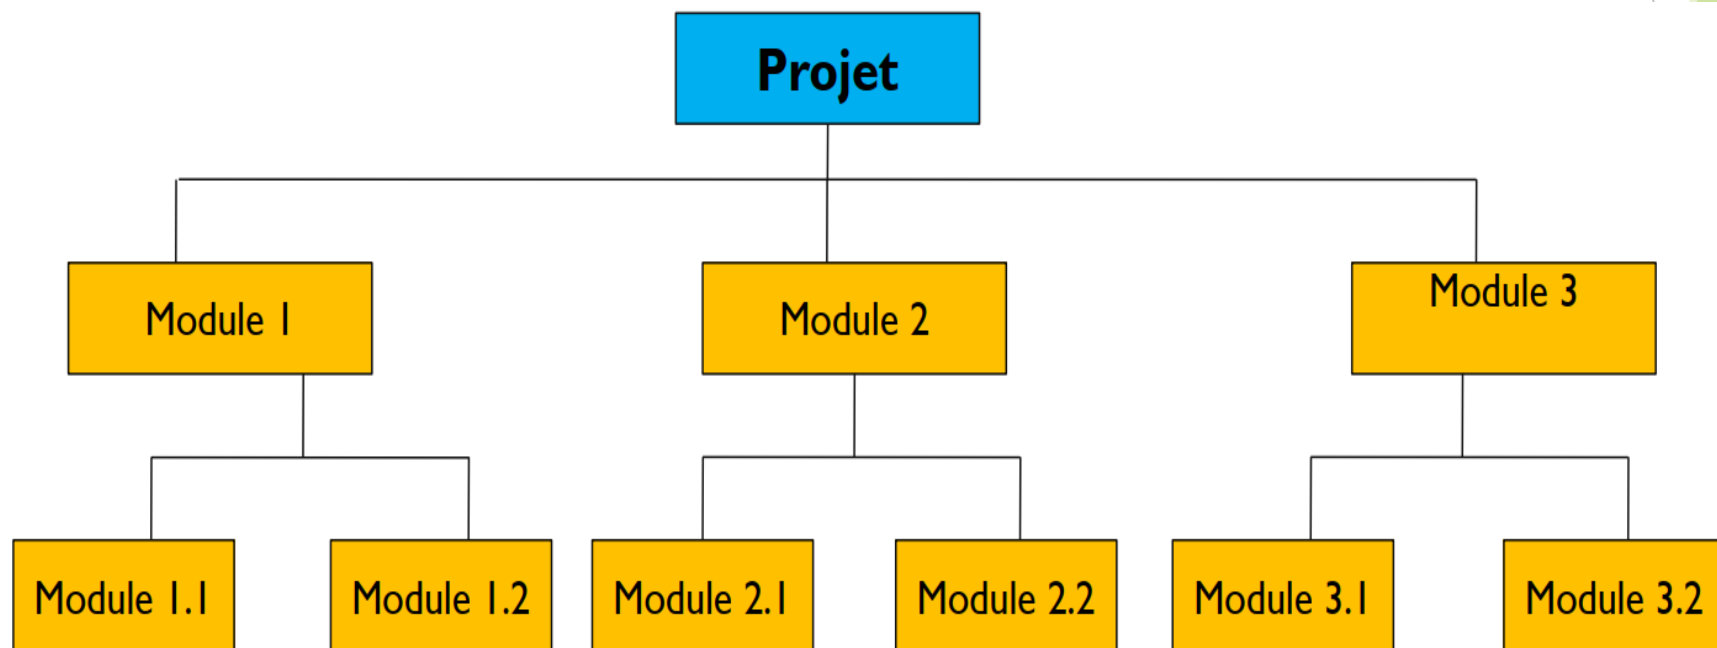 Projet
Module 1
Module 2
Module 3
Module 1.1
Module 1.2
Module 2.1
Module 2.2
Module 3.1
Module 3.2